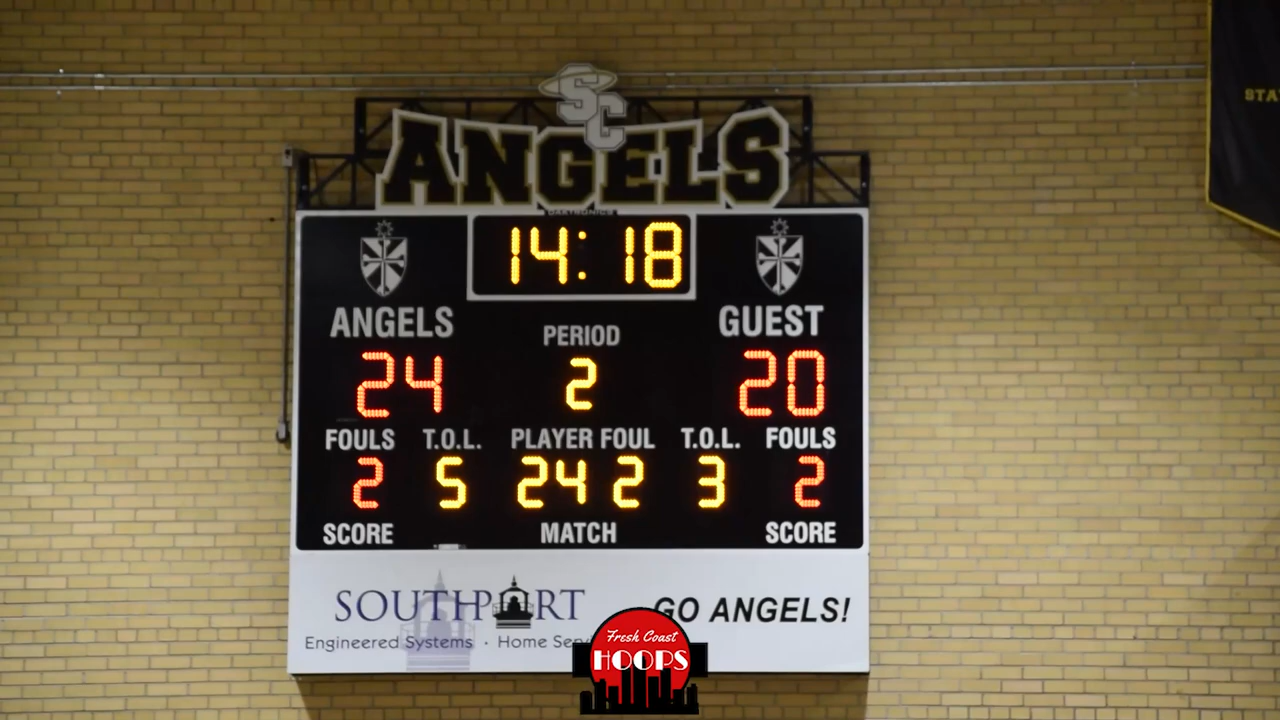 SC
ANGELS
DAKTRONICS
14:18
ANGELS
PERIOD
GUEST
24
2
20
FOULS T.O.L. PLAYER FOUL T.O.L. FOULS
2 5 24 2 3 2
SCORE MATCH SCORE
SOUTHPORT
Engineered Systems · Home
GO ANGELS!
Fresh Coast
HOOPS